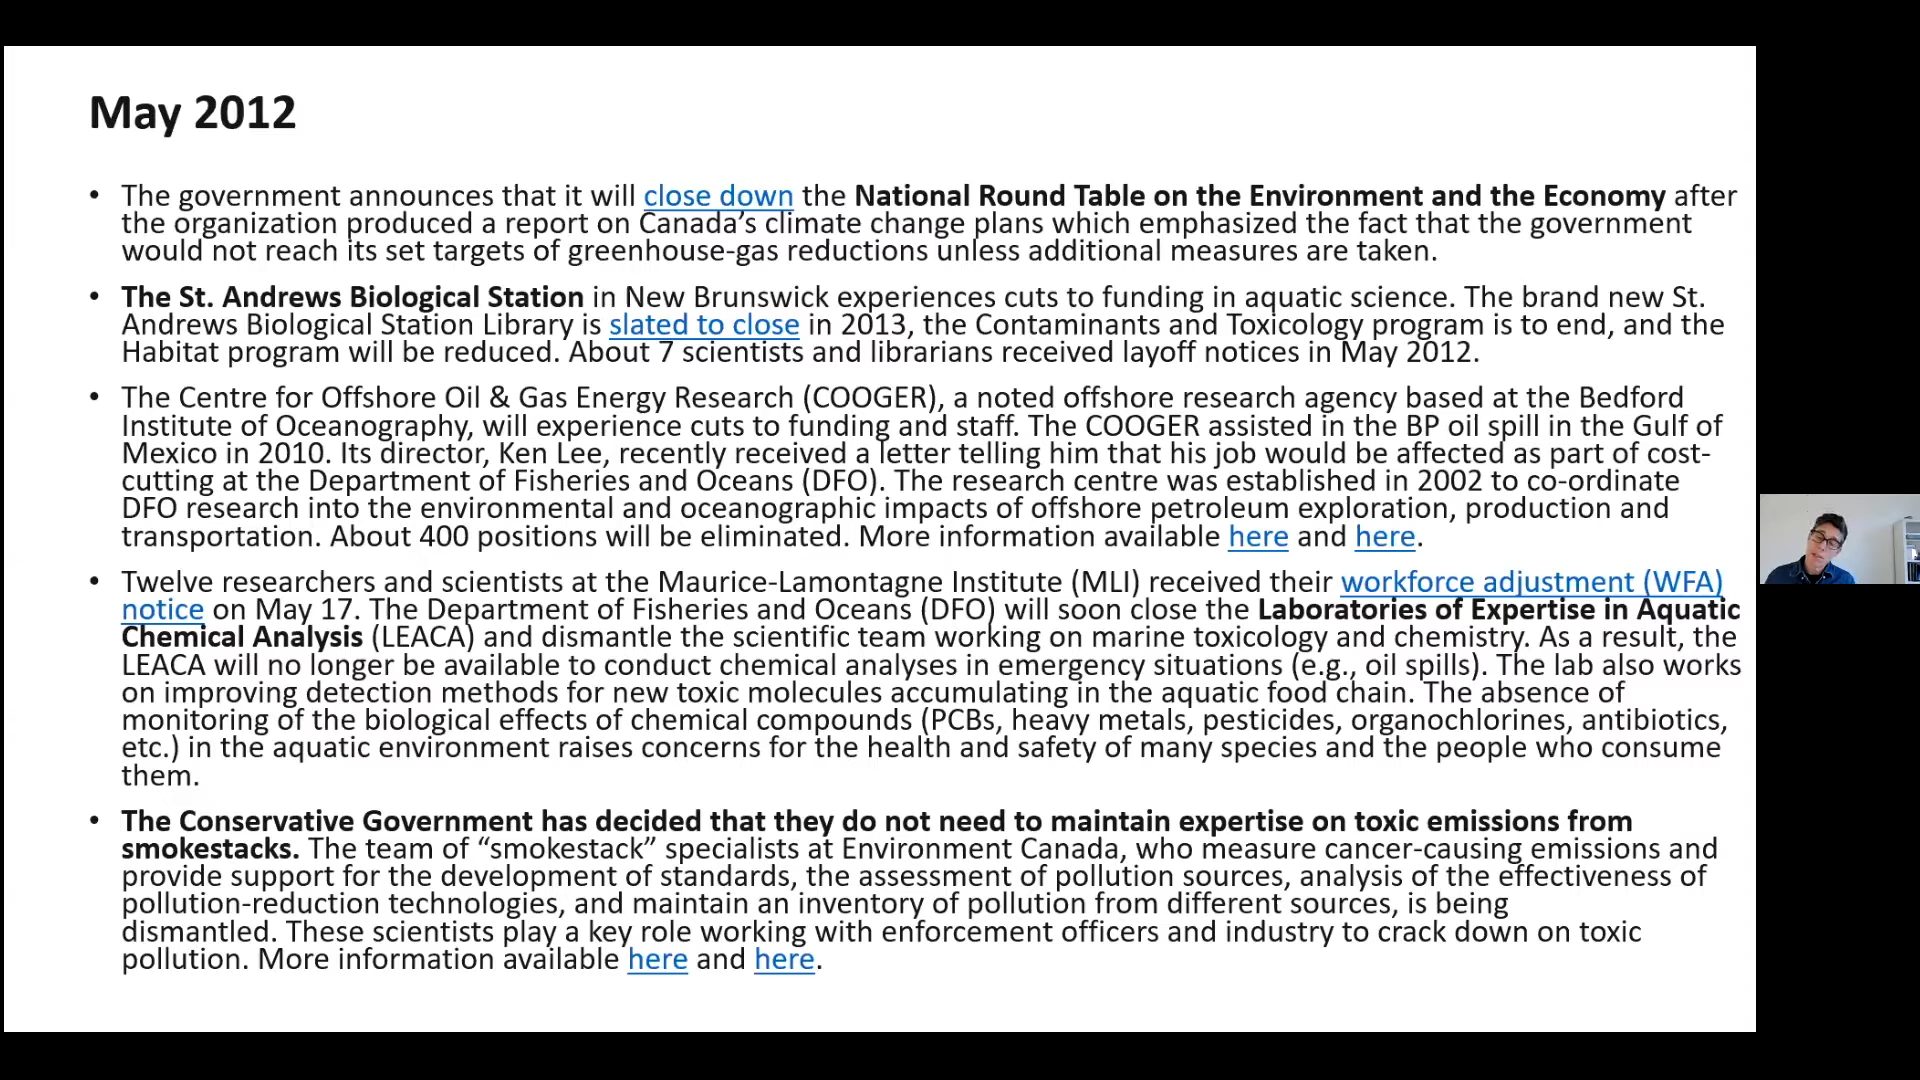 May 2012
• The government announces that it will close down the National Round Table on the Environment and the Economy after
the organization produced a report on Canada's climate change plans which emphasized the fact that the government
would not reach its set targets of greenhouse-gas reductions unless additional measures are taken.
• The St. Andrews Biological Station in New Brunswick experiences cuts to funding in aquatic science. The brand new St.
Andrews Biological Station Library is slated to close in 2013, the Contaminants and Toxicology program is to end, and the
Habitat program will be reduced. About 7 scientists and librarians received layoff notices in May 2012.
• The Centre for Offshore Oil & Gas Energy Research (COOGER), a noted offshore research agency based at the Bedford
Institute of Oceanography, will experience cuts to funding and staff. The COOGER assisted in the BP oil spill in the Gulf of
Mexico in 2010. Its director, Ken Lee, recently received a letter telling him that his job would be affected as part of cost-
cutting at the Department of Fisheries and Oceans (DFO). The research centre was established in 2002 to co-ordinate
DFO research into the environmental and oceanographic impacts of offshore petroleum exploration, production and
transportation. About 400 positions will be eliminated. More information available here and here.
• Twelve researchers and scientists at the Maurice-Lamontagne Institute (MLI) received their workforce adjustment (WFA)
notice on May 17. The Department of Fisheries and Oceans (DFO) will soon close the Laboratories of Expertise in Aquatic
Chemical Analysis (LEACA) and dismantle the scientific team working on marine toxicology and chemistry. As a result, the
LEACA will no longer be available to conduct chemical analyses in emergency situations (e.g., oil spills). The lab also works
on improving detection methods for new toxic molecules accumulating in the aquatic food chain. The absence of
monitoring of the biological effects of chemical compounds (PCBs, heavy metals, pesticides, organochlorines, antibiotics,
etc.) in the aquatic environment raises concerns for the health and safety of many species and the people who consume
them.
• The Conservative Government has decided that they do not need to maintain expertise on toxic emissions from
smokestacks. The team of “smokestack” specialists at Environment Canada, who measure cancer-causing emissions and
provide support for the development of standards, the assessment of pollution sources, analysis of the effectiveness of
pollution-reduction technologies, and maintain an inventory of pollution from different sources, is being
dismantled. These scientists play a key role working with enforcement officers and industry to crack down on toxic
pollution. More information available here and here.